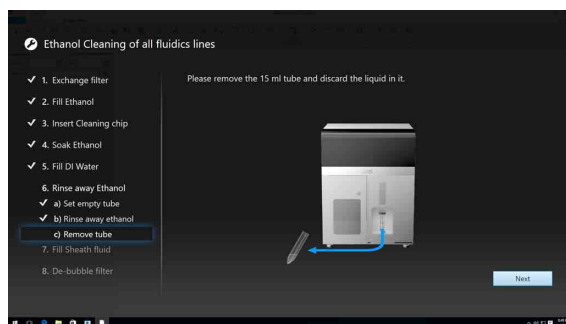 Ethanol Cleaning of all fluidics lines
1. Exchange filter
2. Fill Ethanol
3. Insert Cleaning chip
4. Soak Ethanol
5. Fill DI Water
6. Rinse away Ethanol
a) Set empty tube
b) Rinse away ethanol
c) Remove tube
7. Fill Sheath fluid
8. De-bubble filter
Please remove the 15 ml tube and discard the liquid in it.
Next